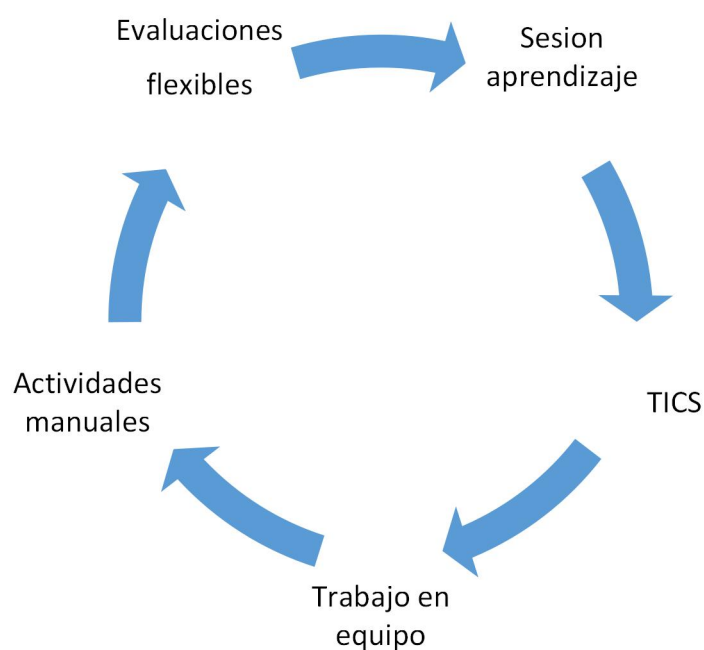 Evaluaciones
flexibles
Sesion
aprendizaje
TICS
Trabajo en
equipo
Actividades
manuales